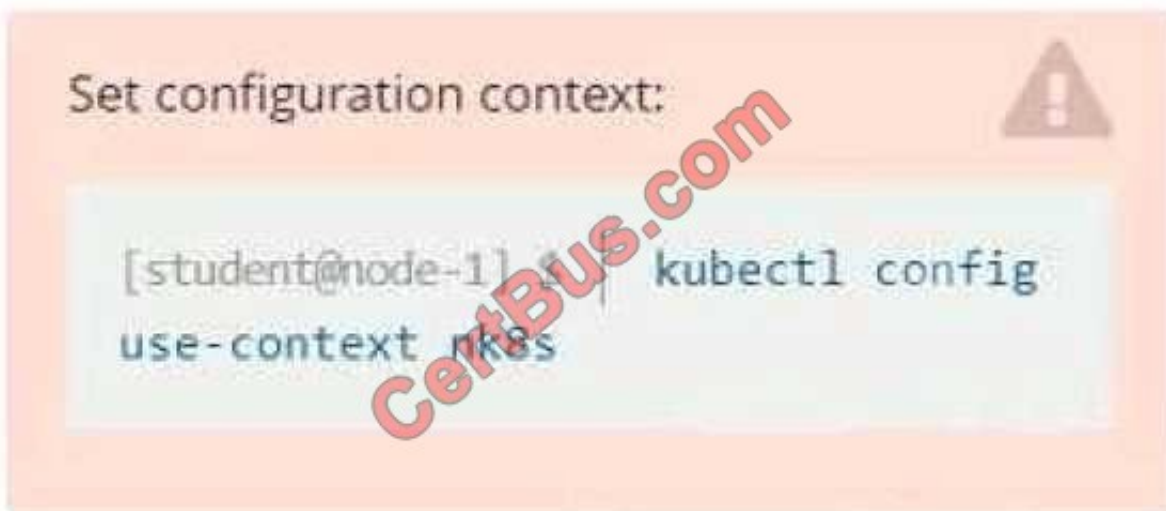 Set configuration context:
[student@node-1] $ | kubectl config
use-context nk8s
CertBus.com